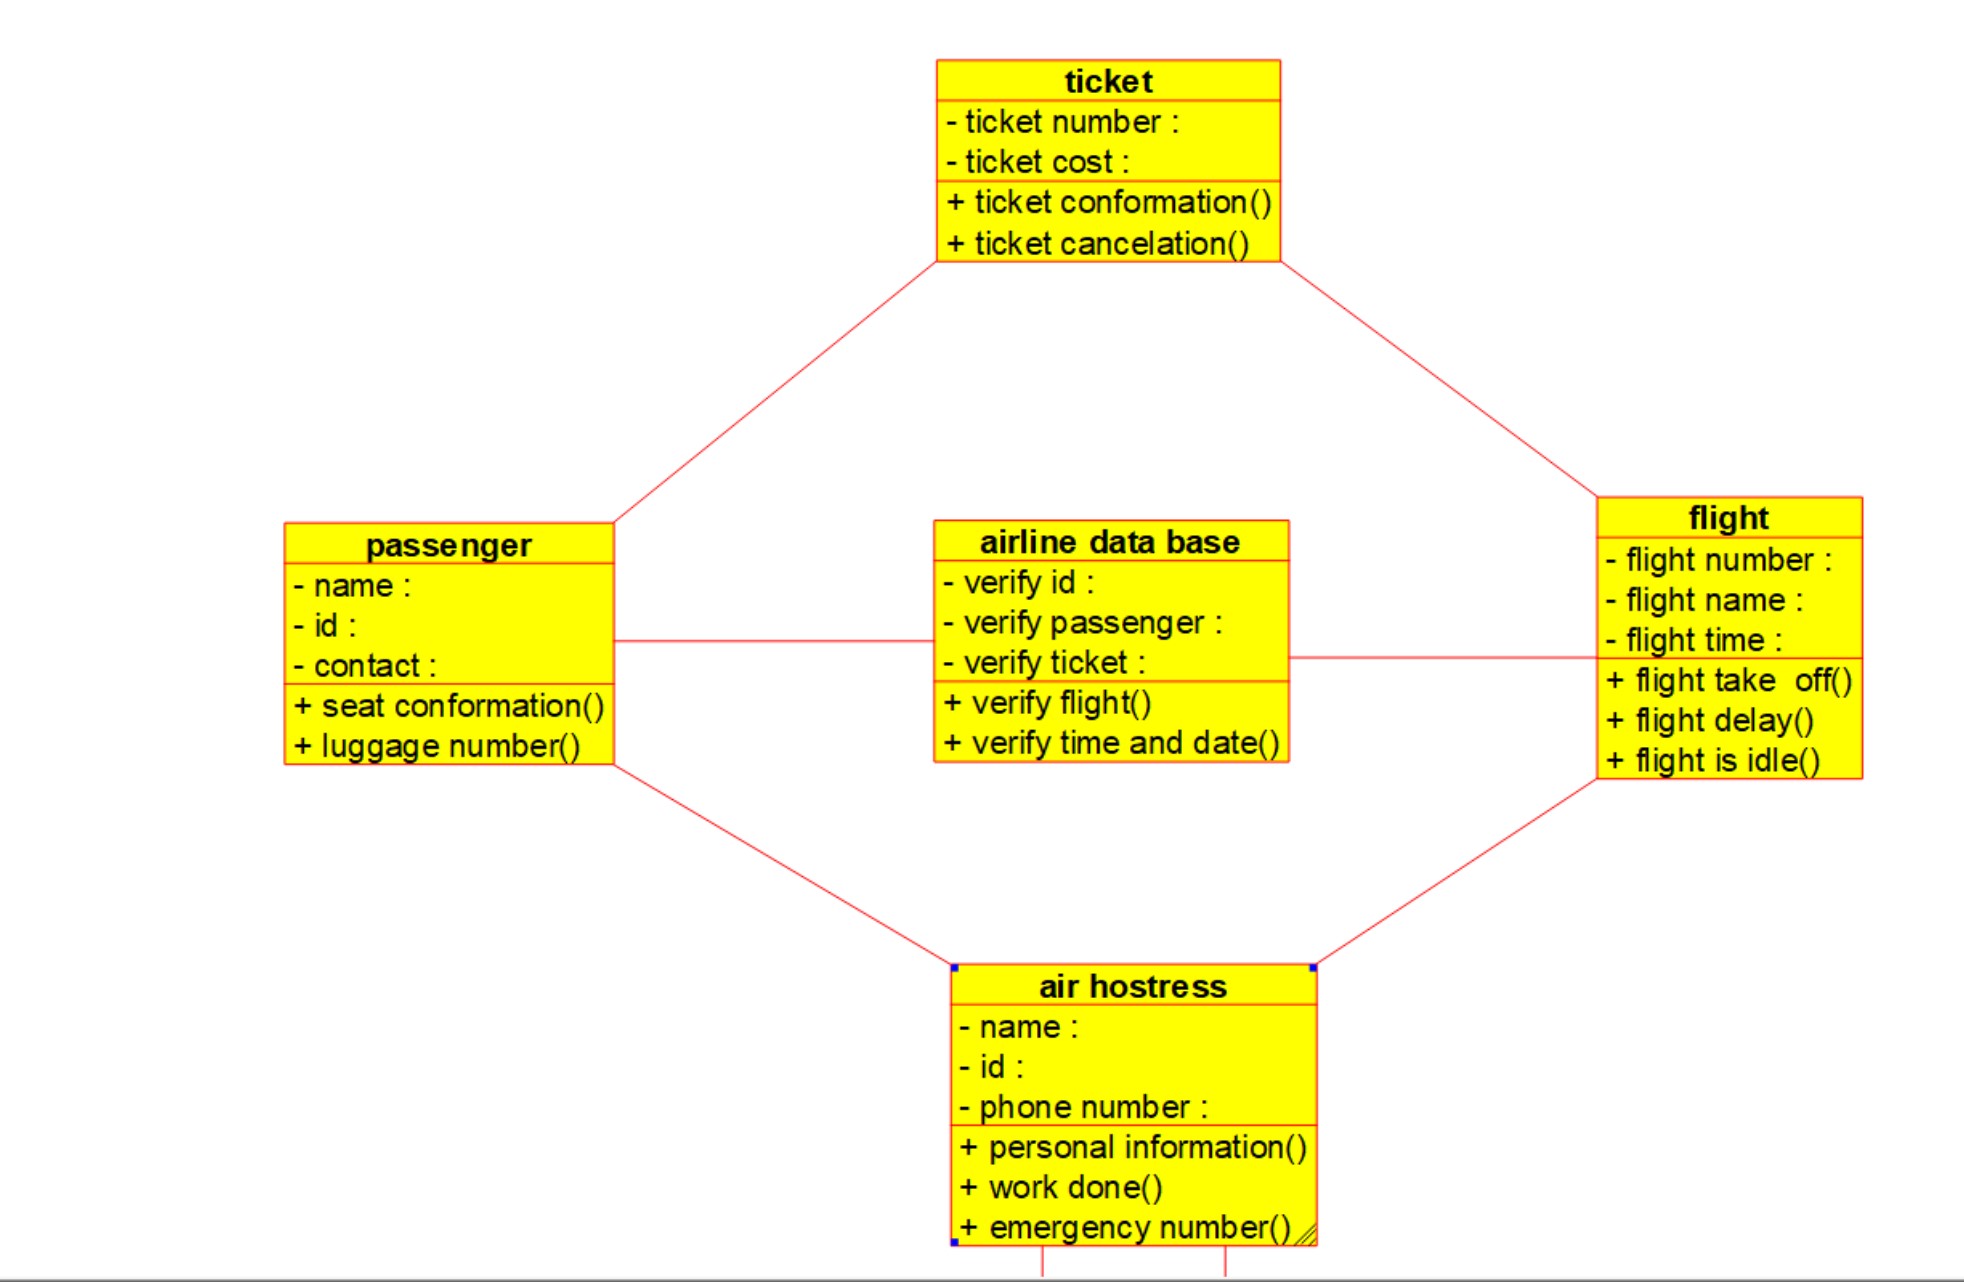 ticket
- ticket number :
- ticket cost :
+ ticket conformation()
+ ticket cancelation()
passenger
- name :
- id :
- contact :
+ seat conformation()
+ luggage number()
airline data base
- verify id :
- verify passenger :
- verify ticket :
+ verify flight()
+ verify time and date()
flight
- flight number :
- flight name :
- flight time :
+ flight take  off()
+ flight delay()
+ flight is idle()
air hostress
- name :
- id :
- phone number :
+ personal information()
+ work done()
+ emergency number()